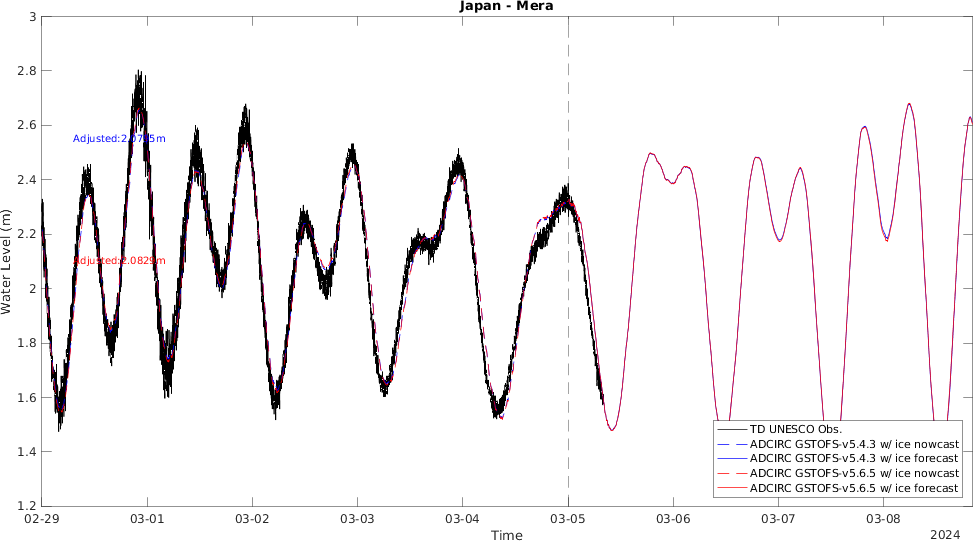 Japan - Mera
3
2.8
2.6
2.4
2.2
2
1.8
1.6
1.4
1.2
Water Level (m)
Adjusted:2.0785m
Adjusted:2.0829m
TD UNESCO Obs.
ADCIRC GSTOFS-v5.4.3 w/ ice nowcast
ADCIRC GSTOFS-v5.4.3 w/ ice forecast
ADCIRC GSTOFS-v5.6.5 w/ ice nowcast
ADCIRC GSTOFS-v5.6.5 w/ ice forecast
02-29 03-01 03-02 03-03 03-04 03-05 03-06 03-07 03-08
Time
2024